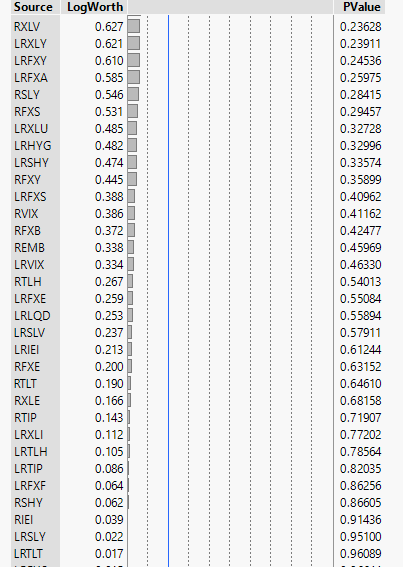 Source LogWorth PValue
RXLV 0.627 0.23628
LRXLY 0.621 0.23911
LRFXY 0.610 0.24536
LRFXA 0.585 0.25975
RSLY 0.546 0.28415
RFXS 0.531 0.29457
LRXLU 0.485 0.32728
LRHYG 0.482 0.32996
LRSHY 0.474 0.33574
RFXY 0.445 0.35899
LRFXS 0.388 0.40962
RVIX 0.386 0.41162
RFXB 0.372 0.42477
REMB 0.338 0.45969
LRVIX 0.334 0.46330
RTLH 0.267 0.54013
LRFXE 0.259 0.55084
LRLQD 0.253 0.55894
LRSLV 0.237 0.57911
LRIEI 0.213 0.61244
RFXE 0.200 0.63152
RTLT 0.190 0.64610
RXLE 0.166 0.68158
RTIP 0.143 0.71907
LRXLI 0.112 0.77202
LRTLH 0.105 0.78564
LRTIP 0.086 0.82035
LRFXF 0.064 0.86256
RSHY 0.062 0.86605
RIEI 0.039 0.91436
LRSLY 0.022 0.95100
LRTLT 0.017 0.96089